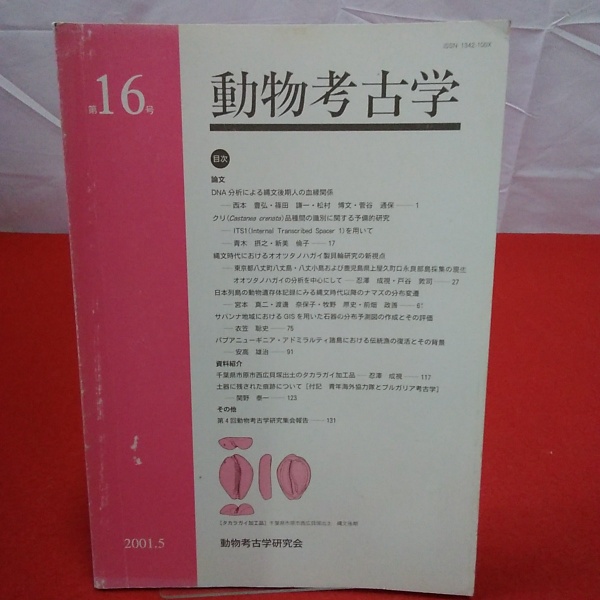 ISSN 1343-1064
第16号
動物考古学
目次
論文
DNA分析による縄文後期人の血縁関係
西本 豊弘・篠田 謙一・松村 博文・菅谷 通保 1
クリ(Castanea crenata)品種間の識別に関する予備的研究
ITS1(Internal Transcribed Spacer 1)を用いて
青木 摂之・新美 倫子 17
縄文時代におけるオオツタノハガイ製貝輪研究の新視点
東京都八丈町八丈島・八丈小島および鹿児島県上屋久町口永良部島採集の現生
オオツタノハガイの分析を中心にして 忍澤 成視・戸谷 敦司 27
日本列島の動物遺存体記録にみる縄文時代以降のナマズの分布変遷
宮本 真二・渡邊 奈保子・牧野 厚史・前畑 政善
サバンナ地域におけるGISを用いた石器の分布予測図の作成とその評価
衣笠 聡史 75
パプアニューギニア・アドミラルティ諸島における伝統漁の復活とその背景
安高 雄治 91
資料紹介
千葉県市原市西広貝塚出土のタカラガイ加工品 忍澤 成視 117
土器に残された痕跡について [付記 青年海外協力隊とブルガリア考古学]
関野 泰一 123
その他
第4回動物考古学研究集会報告 131
[タカラガイ加工品] 千葉県市原市西広貝塚出土 縄文後期
2001.5
動物考古学研究会